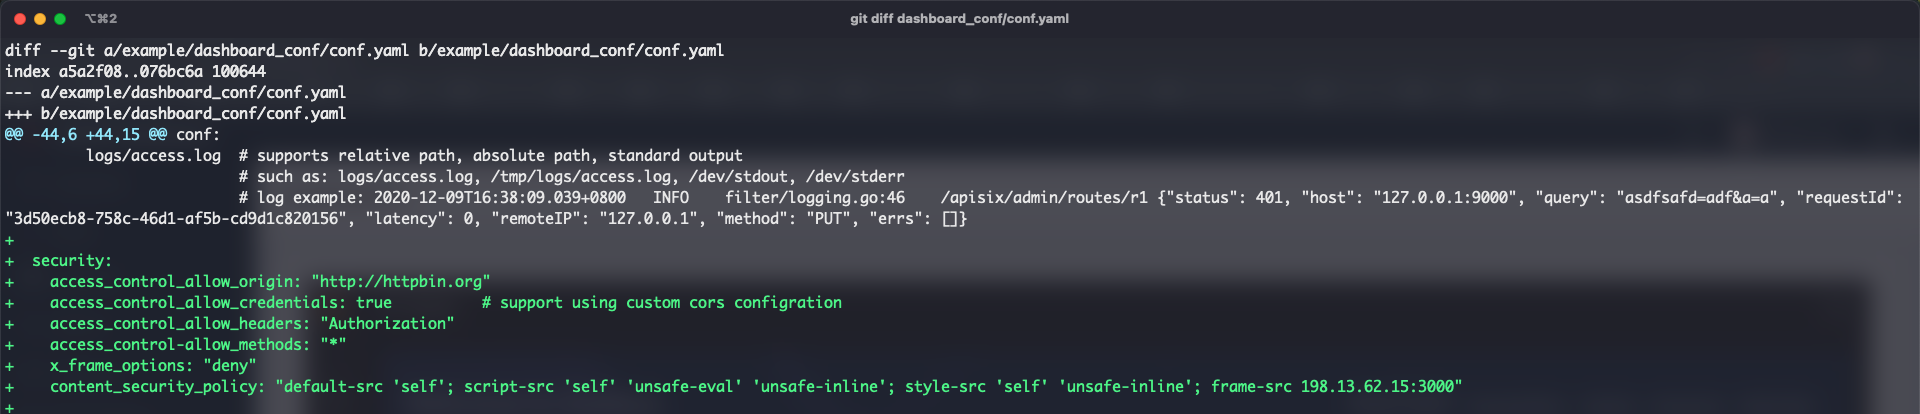 ⌥⌘2
git diff dashboard_conf/conf.yaml
diff --git a/example/dashboard_conf/conf.yaml b/example/dashboard_conf/conf.yaml
index a5a2f08..076bc6a 100644
--- a/example/dashboard_conf/conf.yaml
+++ b/example/dashboard_conf/conf.yaml
@@ -44,6 +44,15 @@ conf:
         logs/access.log  # supports relative path, absolute path, standard output
                          # such as: logs/access.log, /tmp/logs/access.log, /dev/stdout, /dev/stderr
                          # log example: 2020-12-09T16:38:09.039+0800   INFO    filter/logging.go:46    /apisix/admin/routes/r1 {"status": 401, "host": "127.0.0.1:9000", "query": "asdfsafd=adf&a=a", "requestId":
"3d50ecb8-758c-46d1-af5b-cd9d1c820156", "latency": 0, "remoteIP": "127.0.0.1", "method": "PUT", "errs": []}
+
+  security:
+    access_control_allow_origin: "http://httpbin.org"
+    access_control_allow_credentials: true          # support using custom cors configration
+    access_control_allow_headers: "Authorization"
+    access_control-allow_methods: "*"
+    x_frame_options: "deny"
+    content_security_policy: "default-src 'self'; script-src 'self' 'unsafe-eval' 'unsafe-inline'; style-src 'self' 'unsafe-inline'; frame-src 198.13.62.15:3000"
+